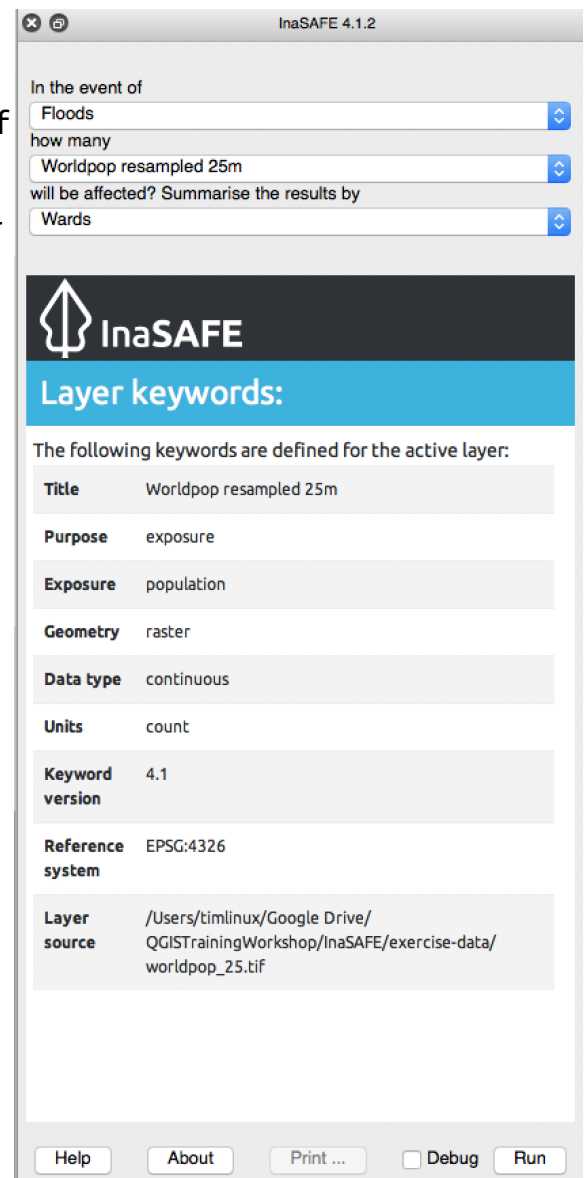 InaSAFE 4.1.2
In the event of
Floods
how many
Worldpop resampled 25m
will be affected? Summarise the results by
Wards
InaSAFE
Layer keywords:
The following keywords are defined for the active layer:
Title Worldpop resampled 25m
Purpose exposure
Exposure population
Geometry raster
Data type continuous
Units count
Keyword 4.1
version
Reference EPSG:4326
system
Layer /Users/timlinux/Google Drive/
source QGISTrainingWorkshop/InaSAFE/exercise-data/
worldpop_25.tif
Help About Print ... Debug Run